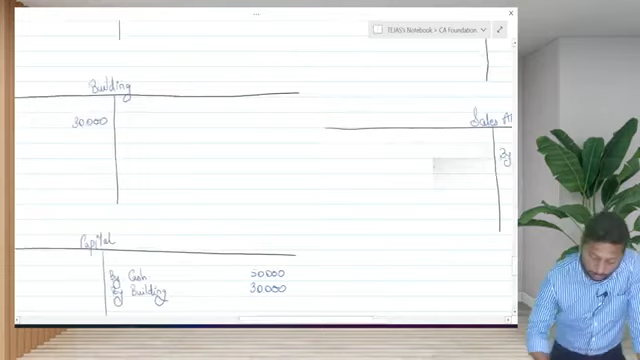 TEJAS's Notebook > CA Foundation
Building
30000
Sales A
By
Capital
By Cash 50000
By Building 30000